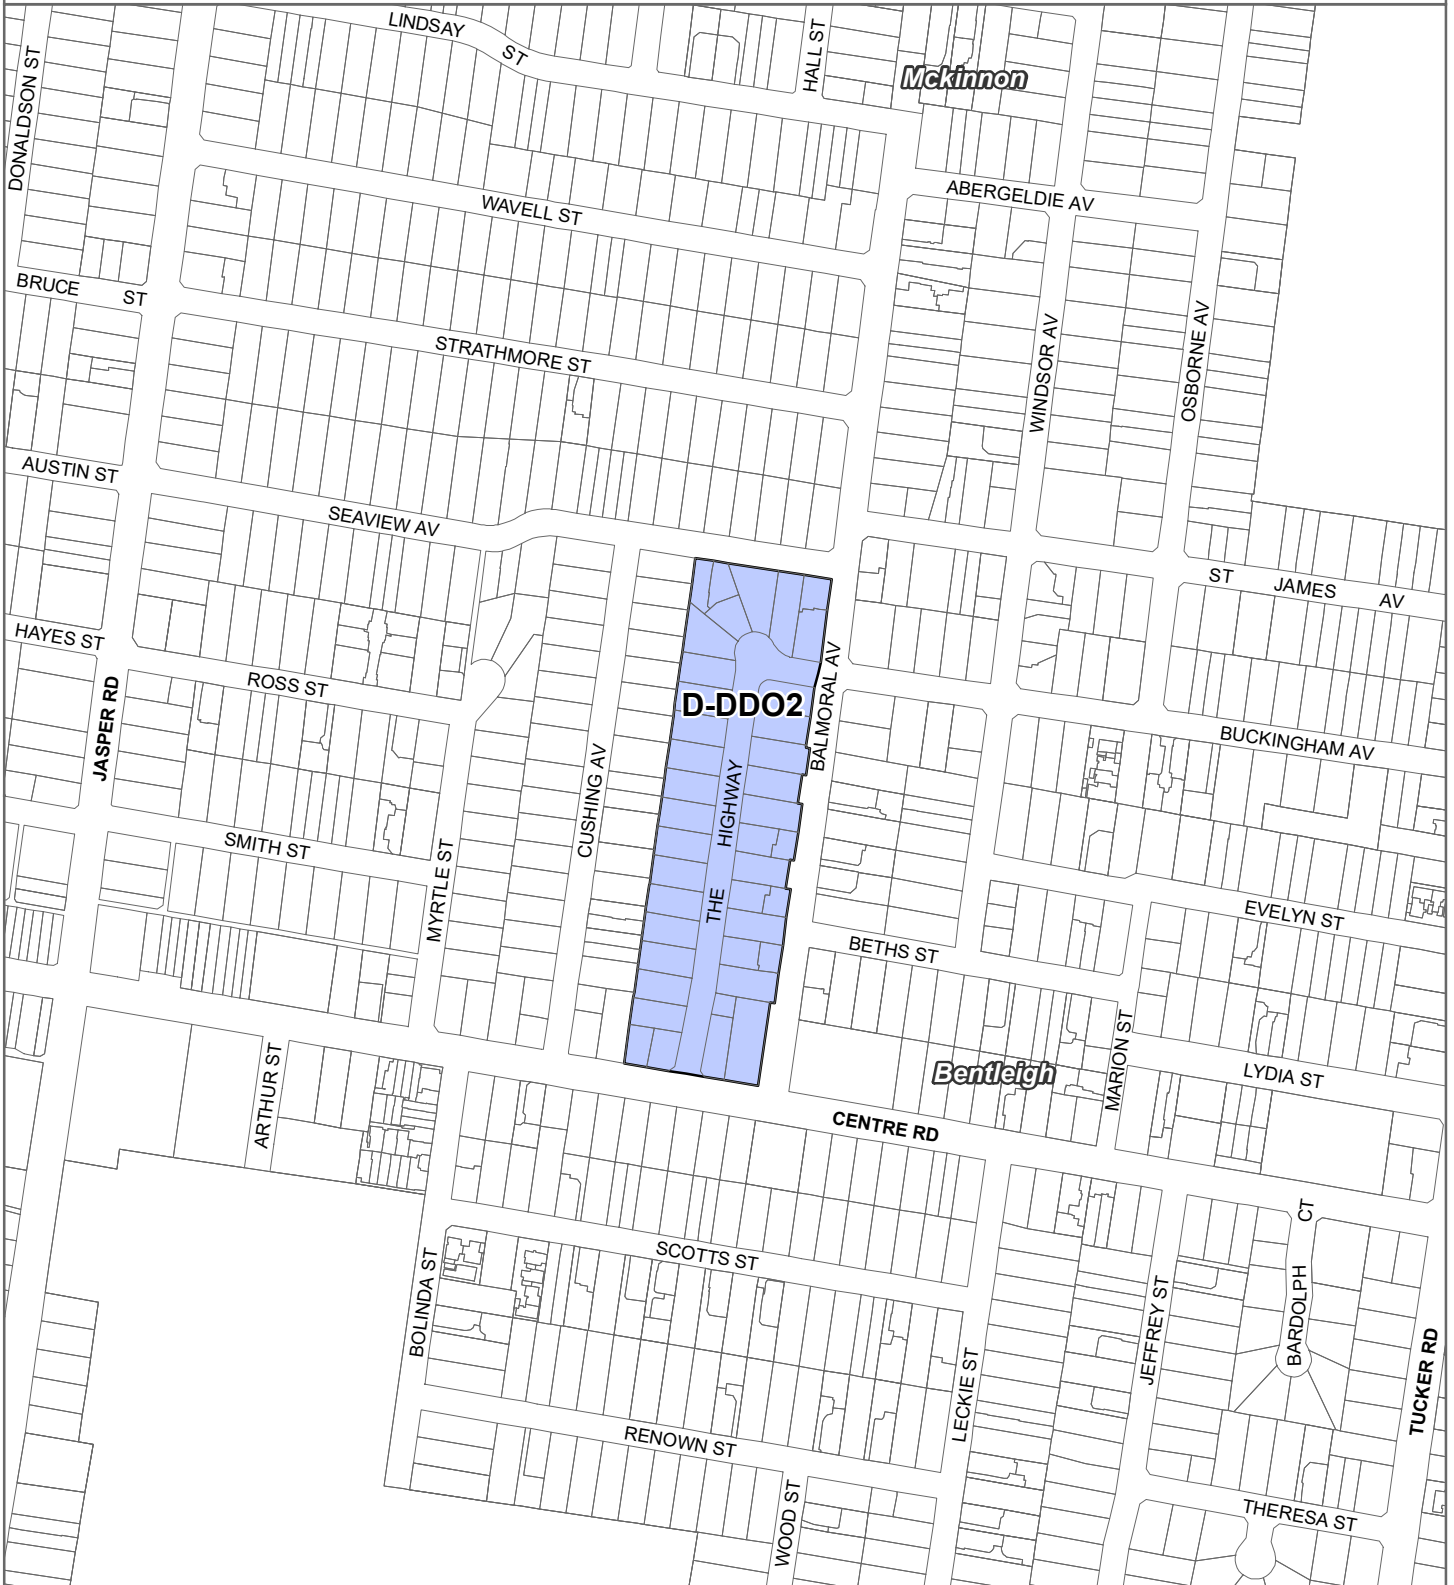 LINDSAY ST
HALL ST
Mckinnon
DONALDSON ST
WAVELL ST
ABERGELDIE AV
BRUCE ST
STRATHMORE ST
WINDSOR AV
OSBORNE AV
AUSTIN ST
SEAVIEW AV
ST JAMES AV
HAYES ST
ROSS ST
JASPER RD
D-DDO2
BALMORAL AV
BUCKINGHAM AV
CUSHING AV
THE HIGHWAY
SMITH ST
MYRTLE ST
EVELYN ST
BETHS ST
Bentleigh
MARION ST
LYDIA ST
ARTHUR ST
CENTRE RD
SCOTTS ST
BOLINDA ST
BARDOLPH CT
JEFFREY ST
LECKIE ST
TUCKER RD
RENOWN ST
WOOD ST
THERESA ST